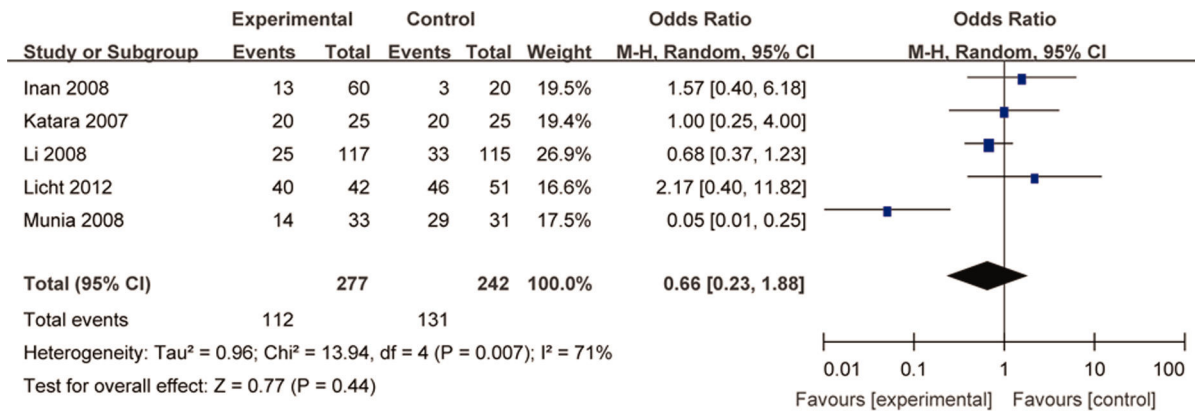 Experimental Control Odds Ratio Odds Ratio
Study or Subgroup Events Total Events Total Weight M-H, Random, 95% CI M-H, Random, 95% CI
Inan 2008 13 60 3 20 19.5% 1.57 [0.40, 6.18]
Katara 2007 20 25 20 25 19.4% 1.00 [0.25, 4.00]
Li 2008 25 117 33 115 26.9% 0.68 [0.37, 1.23]
Licht 2012 40 42 46 51 16.6% 2.17 [0.40, 11.82]
Munia 2008 14 33 29 31 17.5% 0.05 [0.01, 0.25]
Total (95% CI) 277 242 100.0% 0.66 [0.23, 1.88]
Total events 112 131
Heterogeneity: Tau² = 0.96; Chi² = 13.94, df = 4 (P = 0.007); I² = 71%
Test for overall effect: Z = 0.77 (P = 0.44)
0.01 0.1 1 10 100
Favours [experimental] Favours [control]